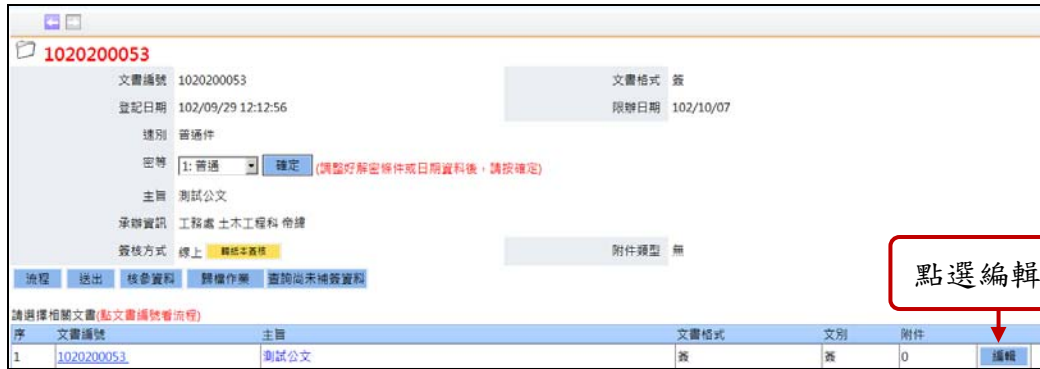 1020200053
文書編號 1020200053 文書格式 簽
登記日期 102/09/29 12:12:56 限辦日期 102/10/07
速別 普通件
密等 1: 普通 確定 (調整好解密條件或日期資料後，請按確定)
主旨 測試公文
承辦資訊 工務處 土木工程科 帝緯
簽核方式 線上 轉紙本簽核 附件類型 無
流程 送出 核參資料 歸檔作業 查詢尚未補簽資料
點選編輯
請選擇相關文書(點文書編號看流程)
序 文書編號 主旨 文書格式 文別 附件
1 1020200053 測試公文 簽 簽 0 編輯